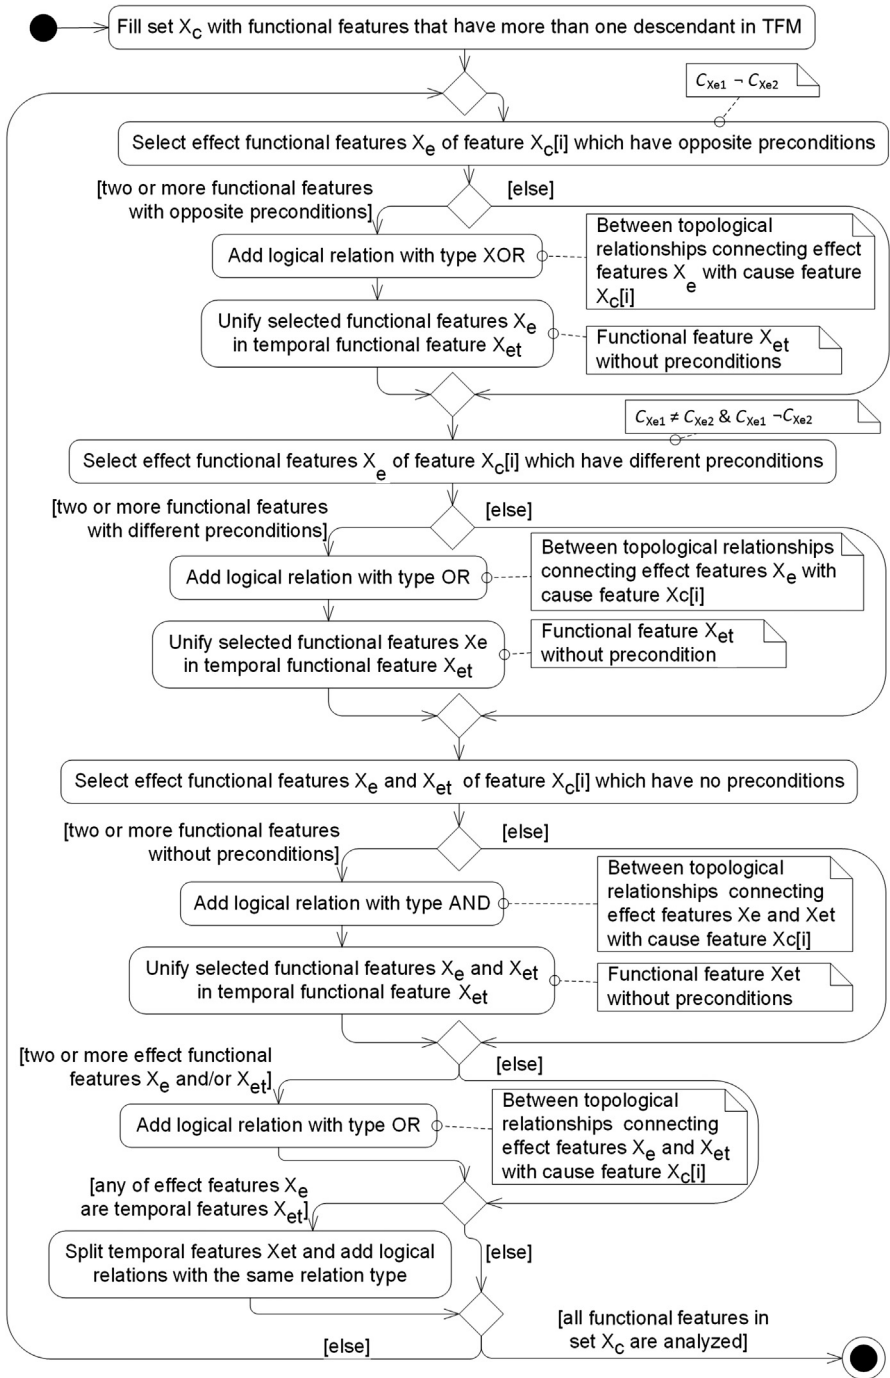 Fill set Xc with functional features that have more than one descendant in TFM
CXe1 ¬ CXe2
Select effect functional features Xe of feature Xc[i] which have opposite preconditions
[two or more functional features
with opposite preconditions]
[else]
Add logical relation with type XOR
Between topological
relationships connecting effect
features Xe with cause feature
Xc[i]
Unify selected functional features Xe
in temporal functional feature Xet
Functional feature Xet
without preconditions
CXe1 ≠ CXe2 & CXe1 ¬CXe2
Select effect functional features Xe of feature Xc[i] which have different preconditions
[two or more functional features
with different preconditions]
[else]
Add logical relation with type OR
Between topological relationships
connecting effect features Xe with
cause feature Xc[i]
Unify selected functional features Xe
in temporal functional feature Xet
Functional feature Xet
without precondition
Select effect functional features Xe and Xet of feature Xc[i] which have no preconditions
[two or more functional features
without preconditions]
[else]
Add logical relation with type AND
Between topological
relationships connecting
effect features Xe and Xet
with cause feature Xc[i]
Unify selected functional features Xe and Xet
in temporal functional feature Xet
Functional feature Xet
without preconditions
[two or more effect functional
features Xe and/or Xet]
[else]
Add logical relation with type OR
Between topological
relationships connecting
effect features Xe and Xet
with cause feature Xc[i]
[any of effect features Xe
are temporal features Xet]
[else]
Split temporal features Xet and add logical
relations with the same relation type
[else]
[all functional features in
set Xc are analyzed]